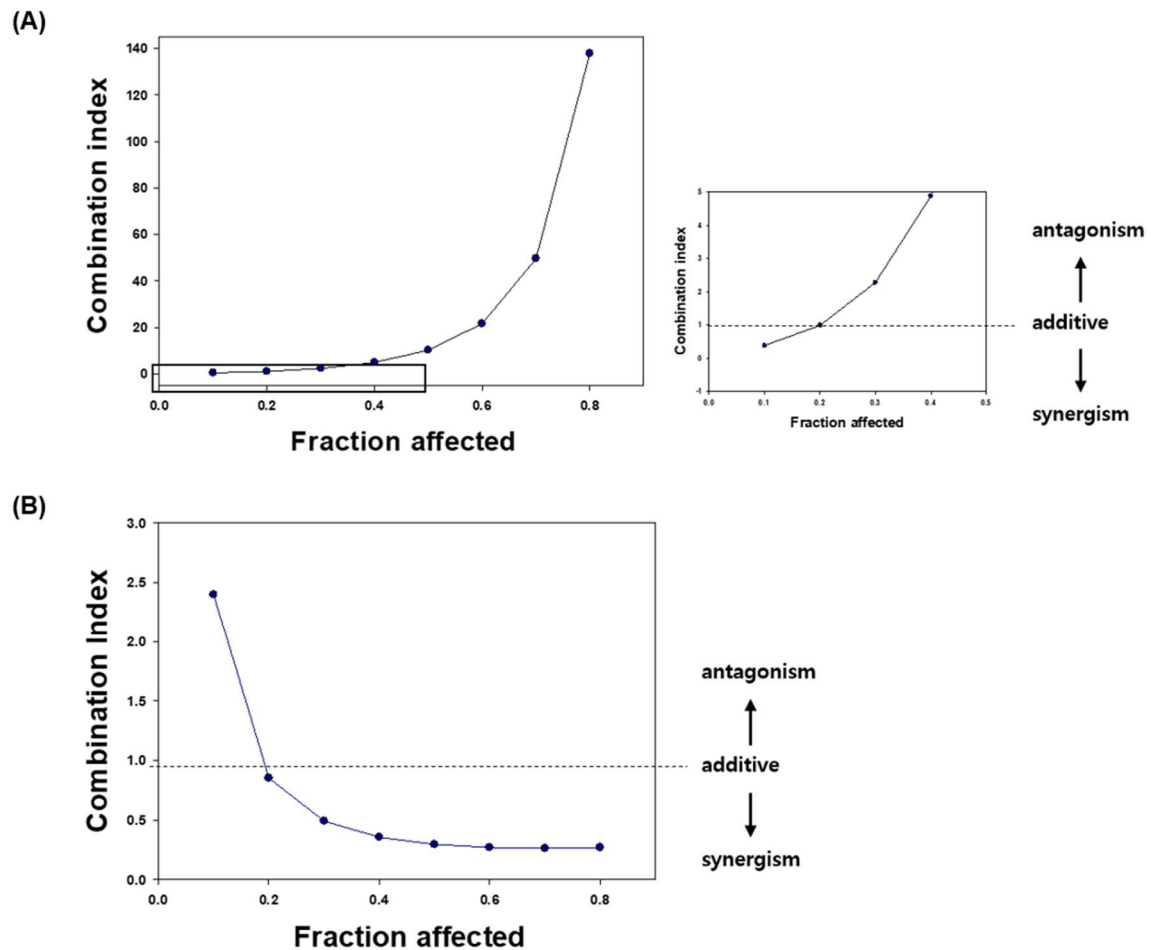 (A)
Combination index
140
120
100
80
60
40
20
0
0.0 0.2 0.4 0.6 0.8
Fraction affected
Combination index
5
4
3
2
1
0
-1
0.0 0.1 0.2 0.3 0.4 0.5
Fraction affected
antagonism
additive
synergism
(B)
Combination Index
3.0
2.5
2.0
1.5
1.0
0.5
0.0
0.0 0.2 0.4 0.6 0.8
Fraction affected
antagonism
additive
synergism